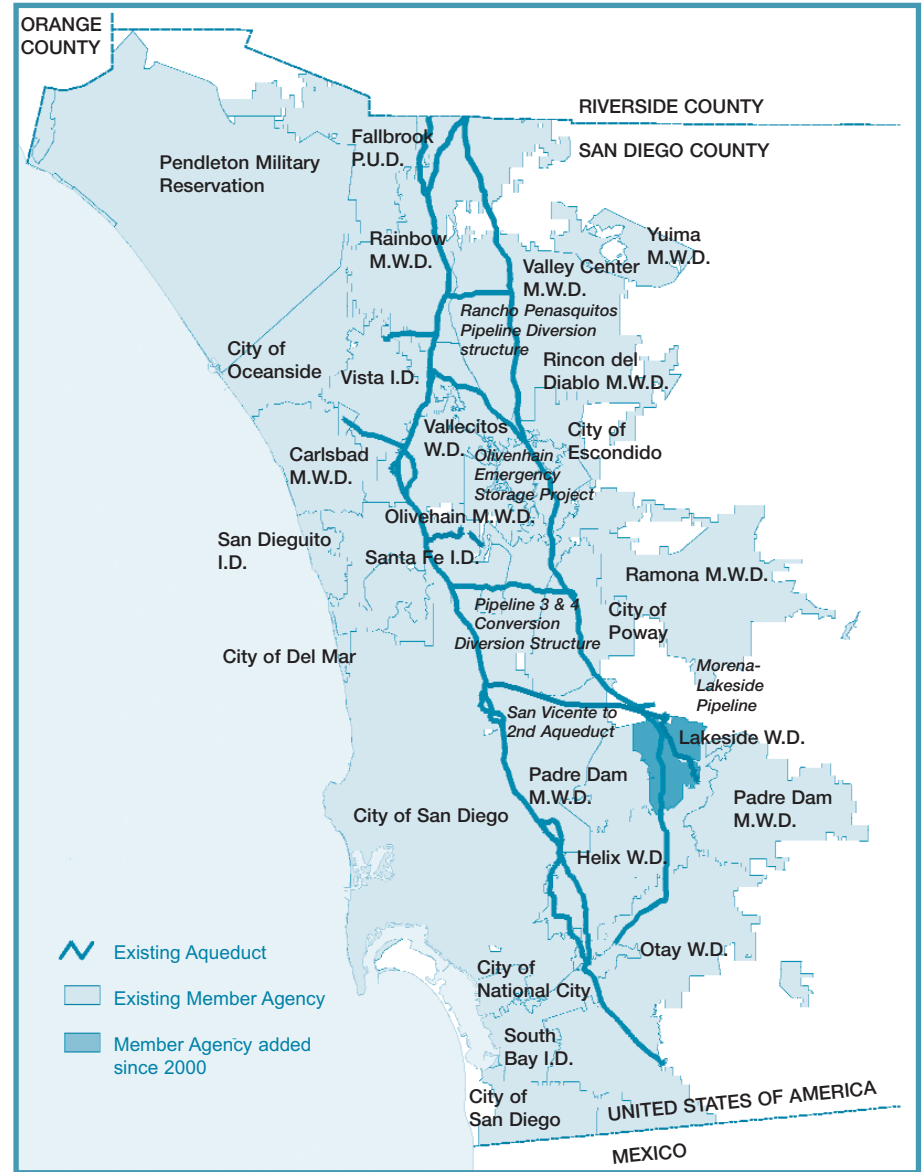 ORANGE
COUNTY
RIVERSIDE COUNTY
SAN DIEGO COUNTY
Fallbrook
P.U.D.
Pendleton Military
Reservation
Rainbow
M.W.D.
Yuima
M.W.D.
Valley Center
M.W.D.
Rancho Penasquitos
Pipeline Diversion
structure
City of
Oceanside
Vista I.D.
Rincon del
Diablo M.W.D.
Vallecitos
W.D.
City of
Escondido
Carlsbad
M.W.D.
Olivenhain
Emergency
Storage Project
Olivehain M.W.D.
San Dieguito
I.D.
Santa Fe I.D.
Ramona M.W.D.
Pipeline 3 & 4
Conversion
Diversion Structure
City of
Poway
City of Del Mar
Morena-
Lakeside
Pipeline
San Vicente to
2nd Aqueduct
Lakeside W.D.
Padre Dam
M.W.D.
Padre Dam
M.W.D.
City of San Diego
Helix W.D.
Otay W.D.
City of
National City
South
Bay I.D.
City of
San Diego
Existing Aqueduct
Existing Member Agency
Member Agency added
since 2000
UNITED STATES OF AMERICA
MEXICO